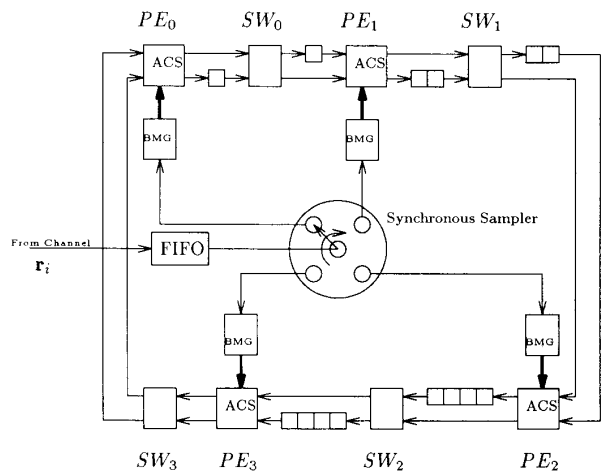 PE0 SW0 PE1 SW1
ACS ACS
BMG BMG
Synchronous Sampler
From Channel
r_i
FIFO
BMG BMG
ACS ACS
SW3 PE3 SW2 PE2